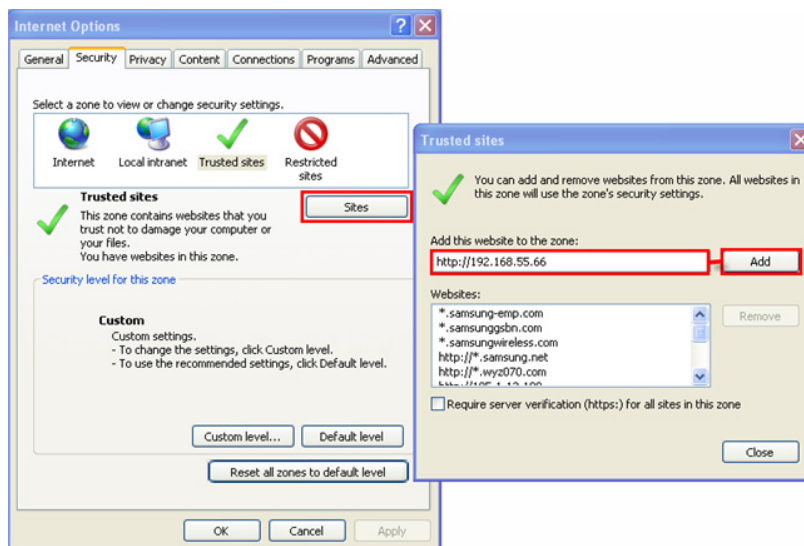 Internet Options
General Security Privacy Content Connections Programs Advanced
Select a zone to view or change security settings.
Internet Local intranet Trusted sites Restricted
sites
Trusted sites
Sites
This zone contains websites that you
trust not to damage your computer or
your files.
You have websites in this zone.
Security level for this zone
Custom
Custom settings.
- To change the settings, click Custom level.
- To use the recommended settings, click Default level.
Custom level... Default level
Reset all zones to default level
OK Cancel Apply
Trusted sites
You can add and remove websites from this zone. All websites in
this zone will use the zone's security settings.
Add this website to the zone:
http://192.168.55.66 Add
Websites:
*.samsung-emp.com
*.samsunggsbn.com
*.samsungwireless.com
http://*.samsung.net
http://*.wyz070.com
Remove
Require server verification (https:) for all sites in this zone
Close